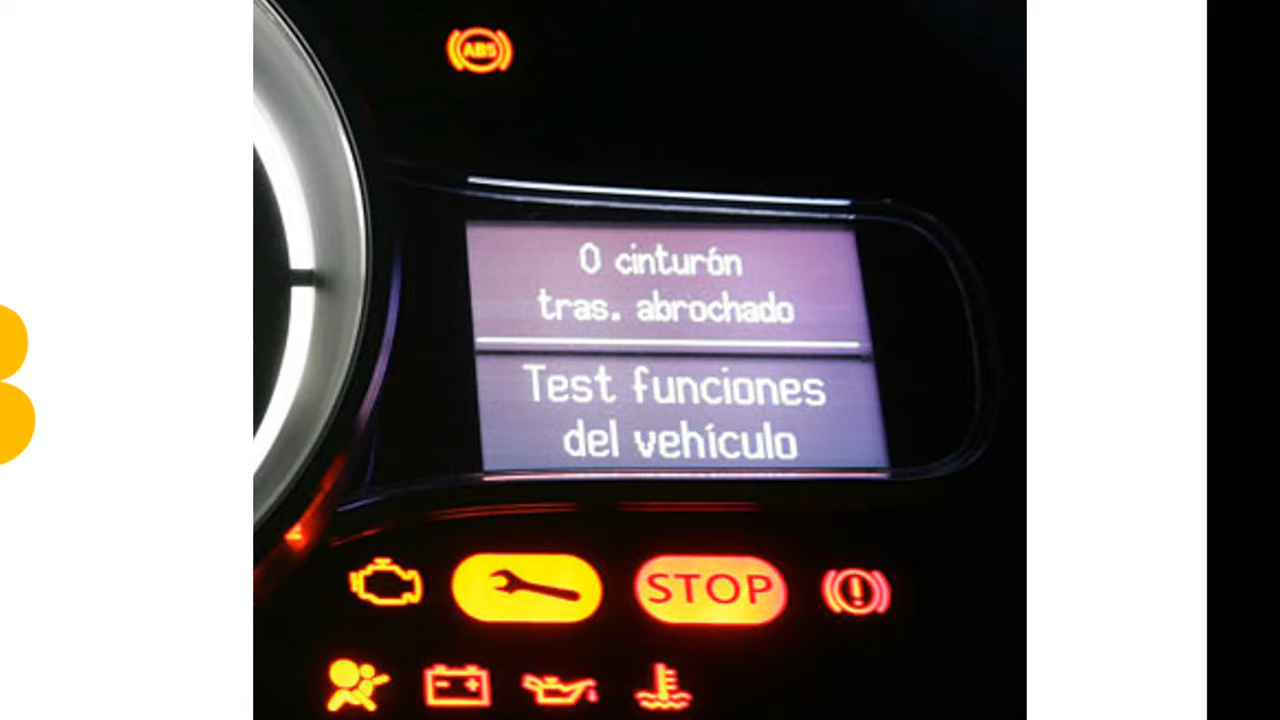 ABS
0 cinturón
tras. abrochado
Test funciones
del vehículo
STOP